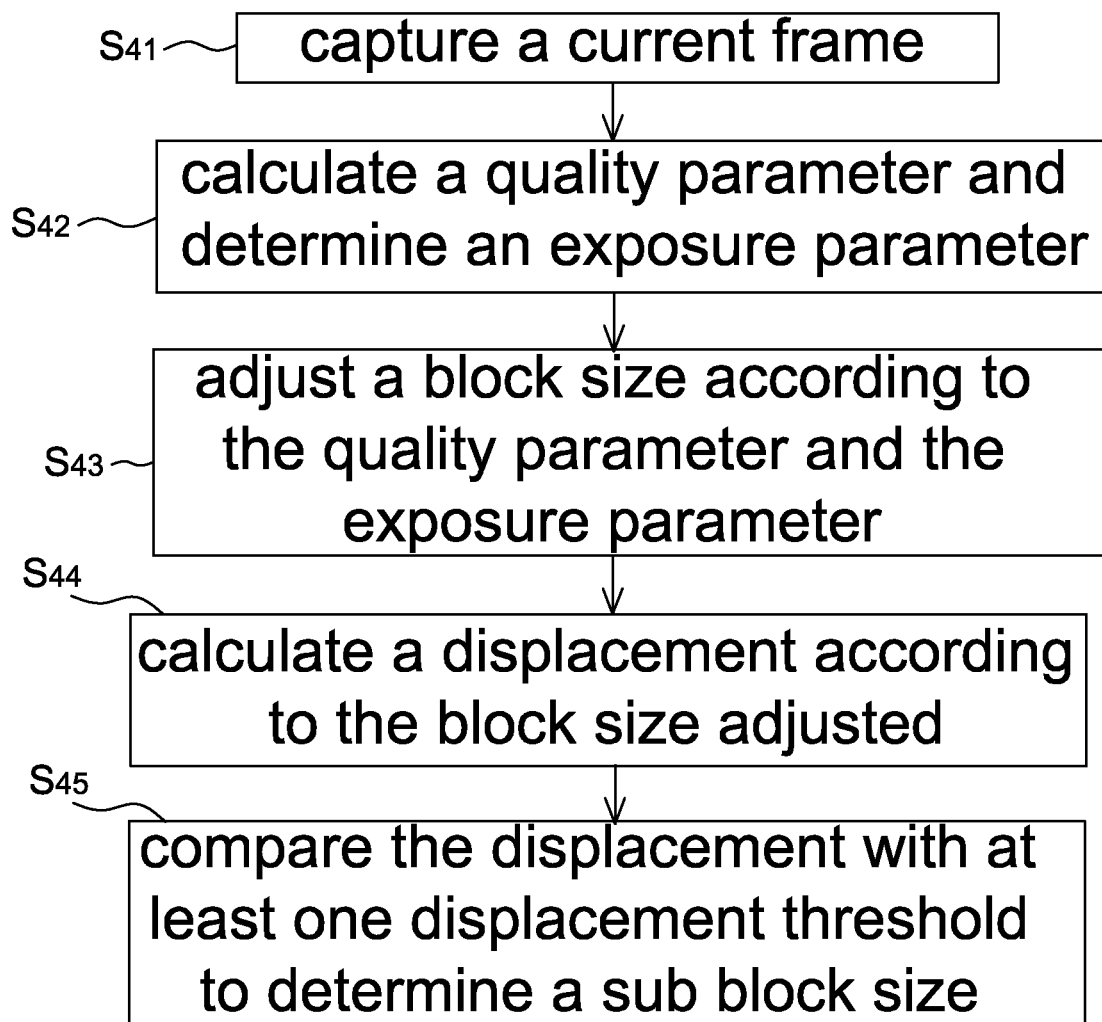 S41
capture a current frame
S42
calculate a quality parameter and
determine an exposure parameter
S43
adjust a block size according to
the quality parameter and the
exposure parameter
S44
calculate a displacement according
to the block size adjusted
S45
compare the displacement with at
least one displacement threshold
to determine a sub block size